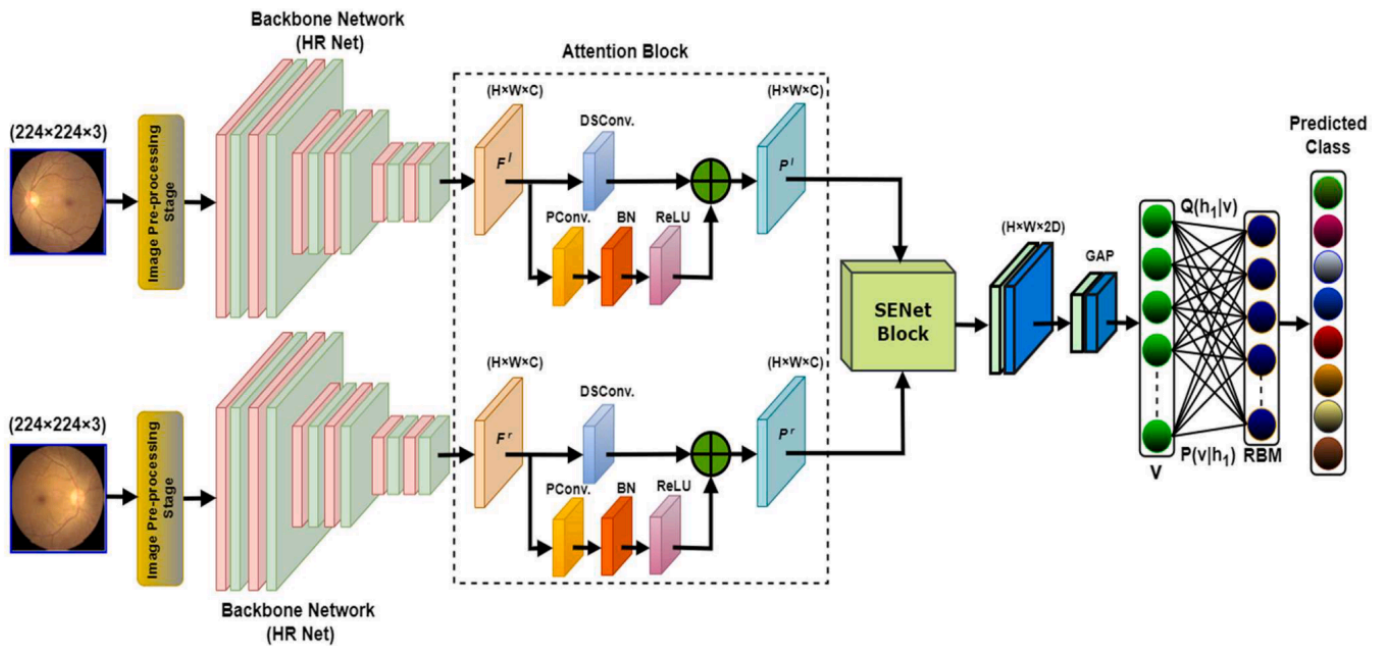 Backbone Network
(HR Net)
Attention Block
(224×224×3)
Image Pre-processing
Stage
(H×W×C)
F l
DSConv.
PConv.
BN
ReLU
(H×W×C)
P l
Predicted
Class
Q(h1|v)
(H×W×2D)
GAP
SENet
Block
V
P(v|h1)
RBM
(224×224×3)
Image Pre-processing
Stage
(H×W×C)
F r
DSConv.
PConv.
BN
ReLU
(H×W×C)
P r
Backbone Network
(HR Net)